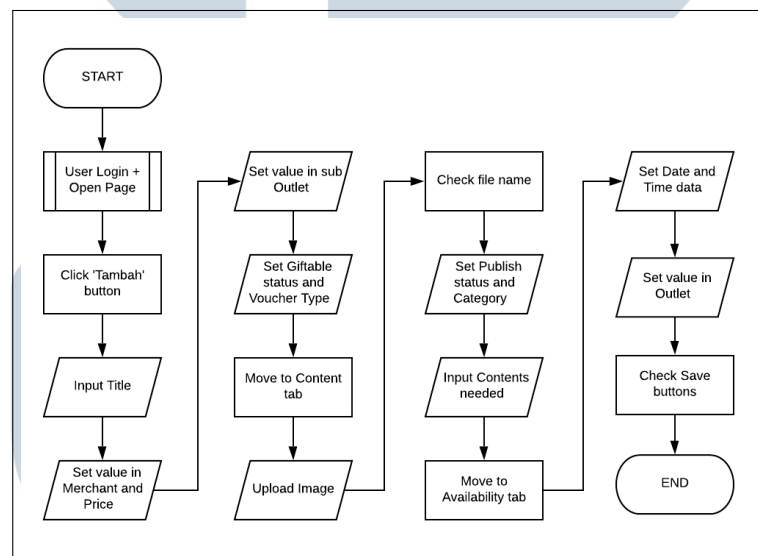 START
User Login +
Open Page
Click 'Tambah'
button
Input Title
Set value in
Merchant and
Price
Set value in sub
Outlet
Set Giftable
status and
Voucher Type
Move to Content
tab
Upload Image
Check file name
Set Publish
status and
Category
Input Contents
needed
Move to
Availability tab
Set Date and
Time data
Set value in
Outlet
Check Save
buttons
END